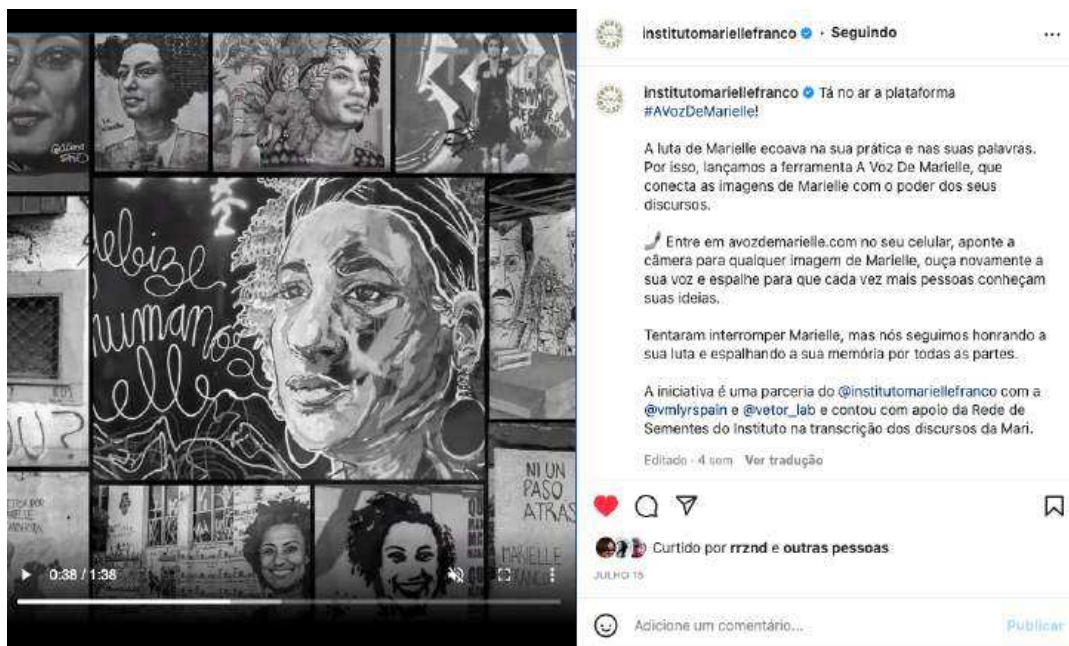 institutomariellefranco · Seguindo
institutomariellefranco Tá no ar a plataforma
#AVozDeMarielle!
A luta de Marielle ecoava na sua prática e nas suas palavras.
Por isso, lançamos a ferramenta A Voz De Marielle, que
conecta as imagens de Marielle com o poder dos seus
discursos.
Entre em avozdemarielle.com no seu celular, aponte a
câmera para qualquer imagem de Marielle, ouça novamente a
sua voz e espalhe para que cada vez mais pessoas conheçam
suas ideias.
Tentaram interromper Marielle, mas nós seguimos honrando a
sua luta e espalhando a sua memória por todas as partes.
A iniciativa é uma parceria do @institutomariellefranco com a
@vmlyrspain e @vetor_lab e contou com apoio da Rede de
Sementes do Instituto na transcrição dos discursos da Mari.
Editado · 4 sem Ver tradução
Curtido por rrznd e outras pessoas
JULHO 15
Adicione um comentário...
Publicar
elle
NI UN
PASO
ATRAS
MARIELLE
FRANCO
0:38 / 1:38